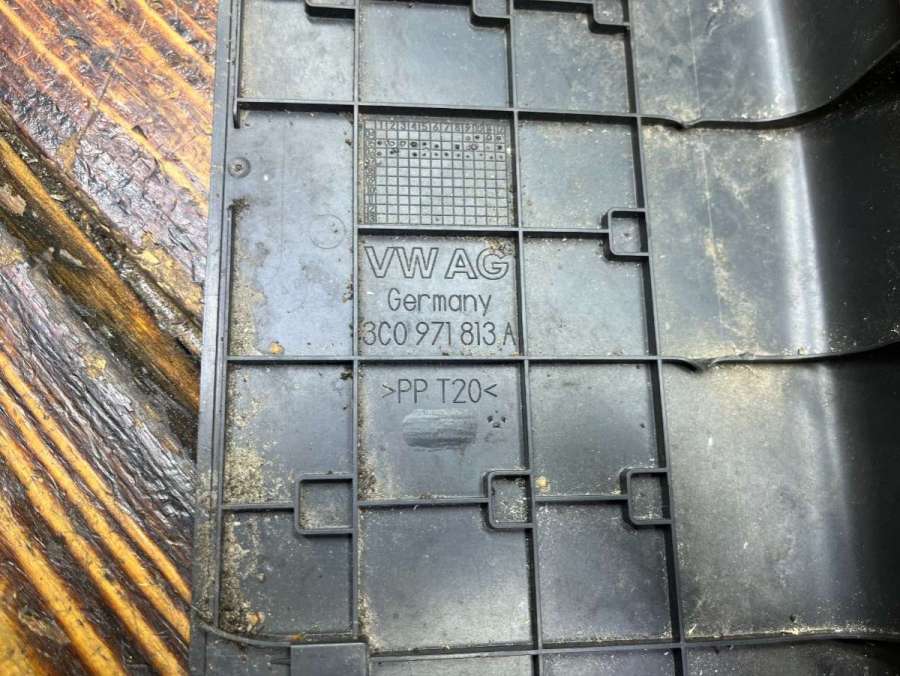 VW AG
Germany
3C0 971 813 A
>PP T20<